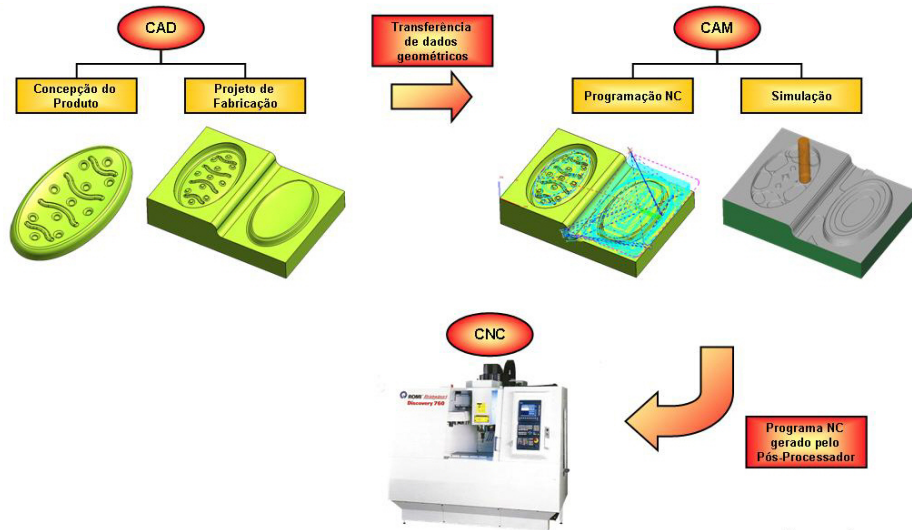 CAD
Concepção do
Produto
Projeto de
Fabricação
Transferência
de dados
geométricos
CAM
Programação NC
Simulação
CNC
ROMI
Discovery 760
Programa NC
gerado pelo
Pós-Processador